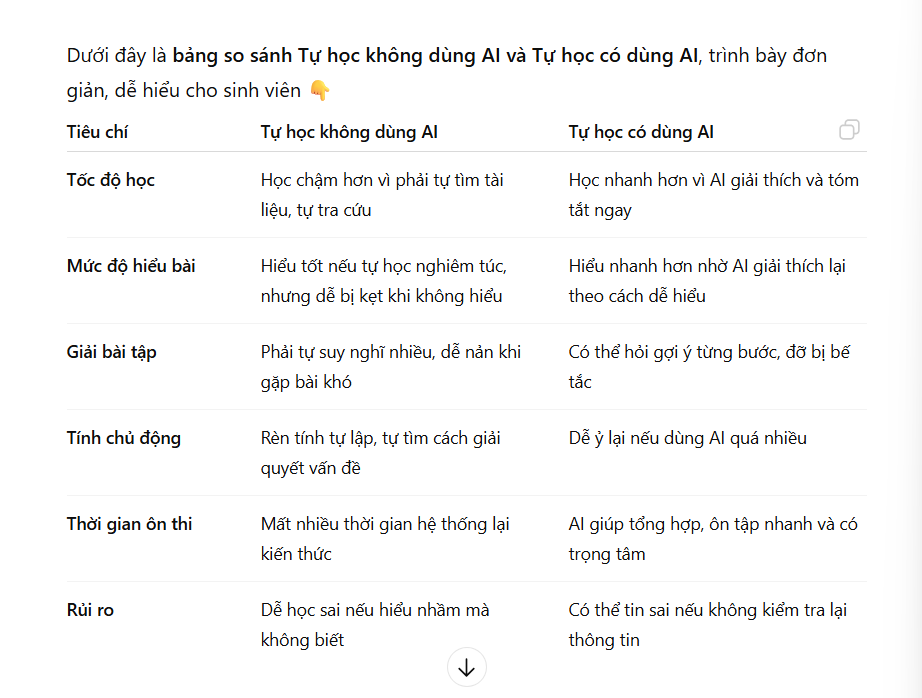 Dưới đây là bảng so sánh Tự học không dùng AI và Tự học có dùng AI, trình bày đơn
giản, dễ hiểu cho sinh viên 👇
Tiêu chí Tự học không dùng AI Tự học có dùng AI
Tốc độ học Học chậm hơn vì phải tự tìm tài Học nhanh hơn vì AI giải thích và tóm
liệu, tự tra cứu tắt ngay
Mức độ hiểu bài Hiểu tốt nếu tự học nghiêm túc, Hiểu nhanh hơn nhờ AI giải thích lại
nhưng dễ bị kẹt khi không hiểu theo cách dễ hiểu
Giải bài tập Phải tự suy nghĩ nhiều, dễ nản khi Có thể hỏi gợi ý từng bước, đỡ bị bế
gặp bài khó tắc
Tính chủ động Rèn tính tự lập, tự tìm cách giải Dễ ỷ lại nếu dùng AI quá nhiều
quyết vấn đề
Thời gian ôn thi Mất nhiều thời gian hệ thống lại AI giúp tổng hợp, ôn tập nhanh và có
kiến thức trọng tâm
Rủi ro Dễ học sai nếu hiểu nhầm mà Có thể tin sai nếu không kiểm tra lại
không biết thông tin